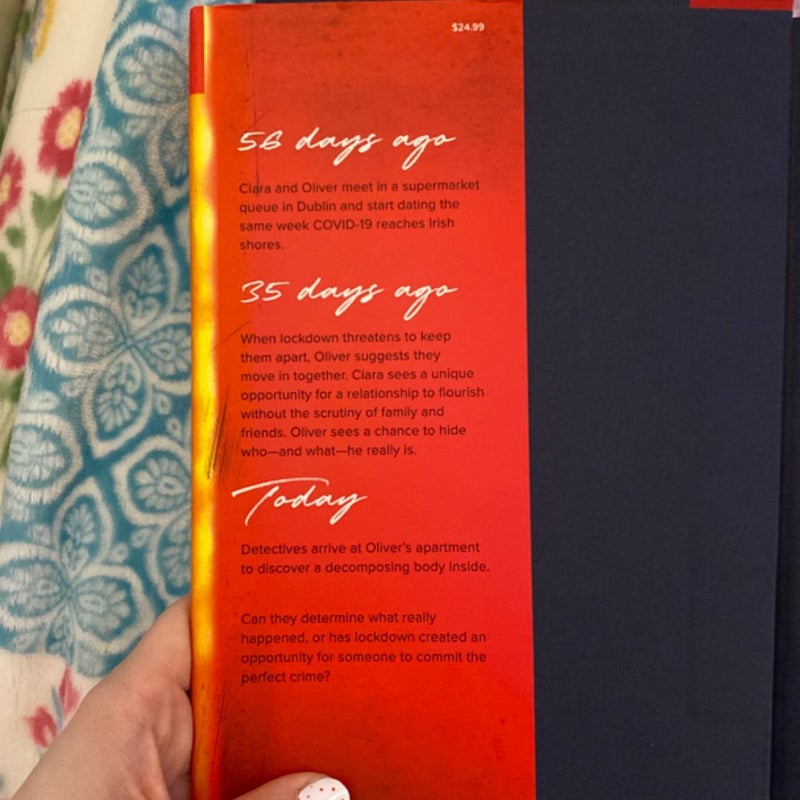 $24.99
56 days ago
Ciara and Oliver meet in a supermarket
queue in Dublin and start dating the
same week COVID-19 reaches Irish
shores.
35 days ago
When lockdown threatens to keep
them apart, Oliver suggests they
move in together. Ciara sees a unique
opportunity for a relationship to flourish
without the scrutiny of family and
friends. Oliver sees a chance to hide
who—and what—he really is.
Today
Detectives arrive at Oliver's apartment
to discover a decomposing body inside.
Can they determine what really
happened, or has lockdown created an
opportunity for someone to commit the
perfect crime?